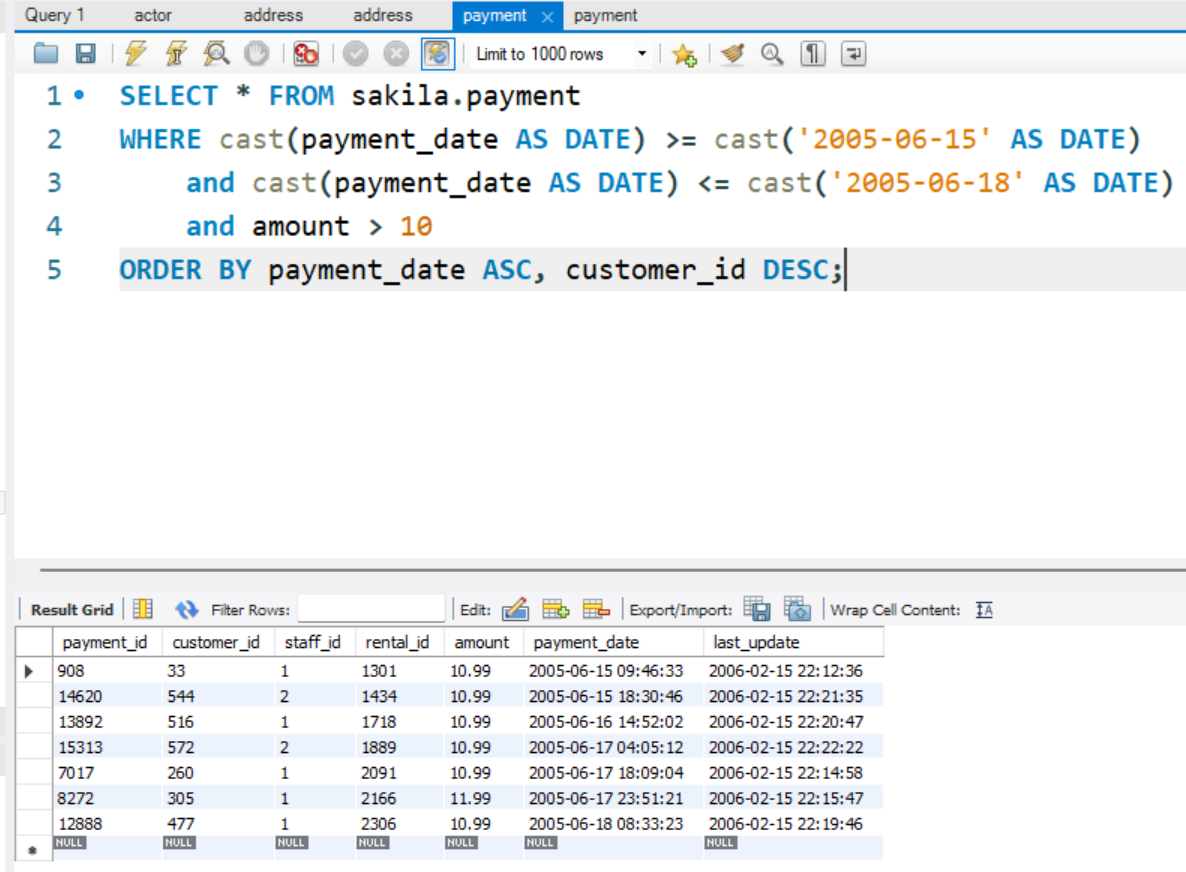 Query 1 actor address address payment × payment
Limit to 1000 rows
1 SELECT * FROM sakila.payment
2 WHERE cast(payment_date AS DATE) >= cast('2005-06-15' AS DATE)
3 and cast(payment_date AS DATE) <= cast('2005-06-18' AS DATE)
4 and amount > 10
5 ORDER BY payment_date ASC, customer_id DESC;
Result Grid Filter Rows: Edit: Export/Import: Wrap Cell Content: IA
payment_id customer_id staff_id rental_id amount payment_date last_update
908 33 1 1301 10.99 2005-06-15 09:46:33 2006-02-15 22:12:36
14620 544 2 1434 10.99 2005-06-15 18:30:46 2006-02-15 22:21:35
13892 516 1 1718 10.99 2005-06-16 14:52:02 2006-02-15 22:20:47
15313 572 2 1889 10.99 2005-06-17 04:05:12 2006-02-15 22:22:22
7017 260 1 2091 10.99 2005-06-17 18:09:04 2006-02-15 22:14:58
8272 305 1 2166 11.99 2005-06-17 23:51:21 2006-02-15 22:15:47
12888 477 1 2306 10.99 2005-06-18 08:33:23 2006-02-15 22:19:46
NULL NULL NULL NULL NULL NULL NULL